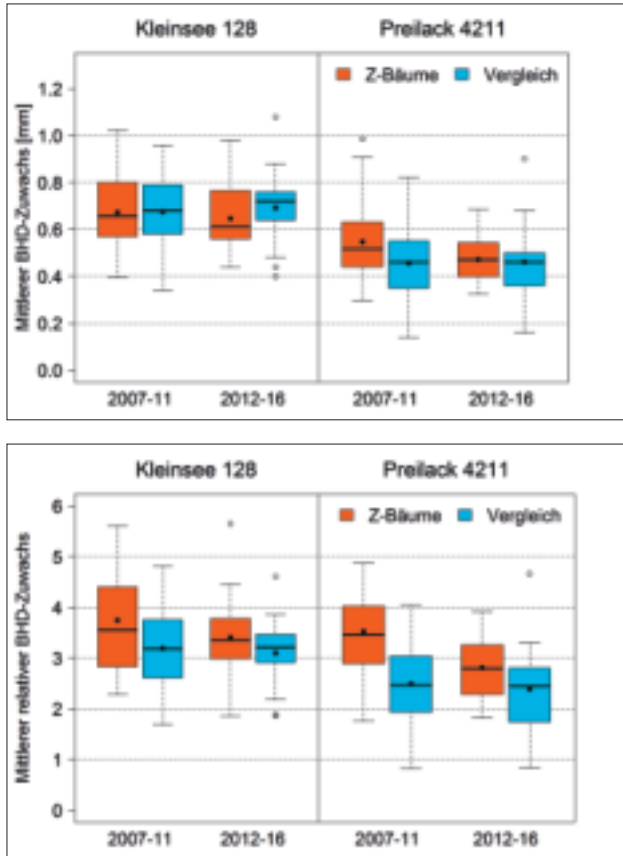 Kleinsee 128 Preilack 4211
Mittlerer BHD-Zuwachs [mm]
Z-Bäume Vergleich
1.2
1.0
0.8
0.6
0.4
0.2
0.0
2007-11 2012-16 2007-11 2012-16
Kleinsee 128 Preilack 4211
Mittlerer relativer BHD-Zuwachs
Z-Bäume Vergleich
6
5
4
3
2
1
0
2007-11 2012-16 2007-11 2012-16